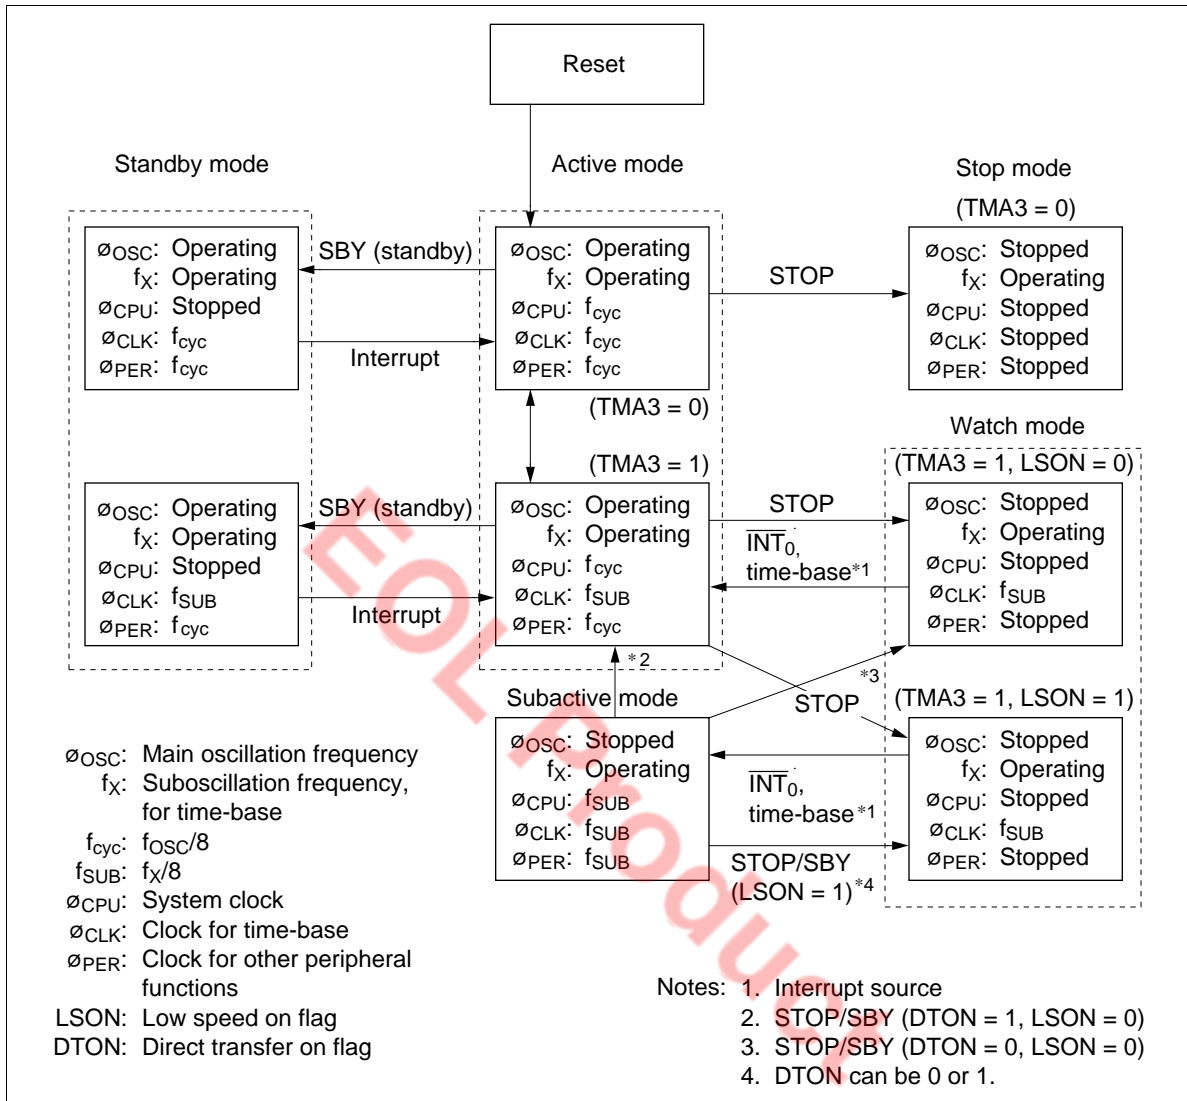 Reset
Standby mode
Active mode
Stop mode
(TMA3 = 0)
øOSC: Operating
fX: Operating
øCPU: Stopped
øCLK: fcyc
øPER: fcyc
SBY (standby)
Interrupt
øOSC: Operating
fX: Operating
øCPU: fcyc
øCLK: fcyc
øPER: fcyc
(TMA3 = 0)
STOP
øOSC: Stopped
fX: Operating
øCPU: Stopped
øCLK: Stopped
øPER: Stopped
Watch mode
(TMA3 = 1)
(TMA3 = 1, LSON = 0)
øOSC: Operating
fX: Operating
øCPU: Stopped
øCLK: fSUB
øPER: fcyc
SBY (standby)
Interrupt
øOSC: Operating
fX: Operating
øCPU: fcyc
øCLK: fSUB
øPER: fcyc
STOP
INT0,
time-base*1
øOSC: Stopped
fX: Operating
øCPU: Stopped
øCLK: fSUB
øPER: Stopped
*2
*3
Subactive mode
STOP
(TMA3 = 1, LSON = 1)
øOSC: Stopped
fX: Operating
øCPU: fSUB
øCLK: fSUB
øPER: fSUB
INT0,
time-base*1
STOP/SBY
(LSON = 1)*4
øOSC: Stopped
fX: Operating
øCPU: Stopped
øCLK: fSUB
øPER: Stopped
øOSC: Main oscillation frequency
fX: Suboscillation frequency,
for time-base
fcyc: fOSC/8
fSUB: fX/8
øCPU: System clock
øCLK: Clock for time-base
øPER: Clock for other peripheral
functions
LSON: Low speed on flag
DTON: Direct transfer on flag
Notes: 1. Interrupt source
2. STOP/SBY (DTON = 1, LSON = 0)
3. STOP/SBY (DTON = 0, LSON = 0)
4. DTON can be 0 or 1.
EOL Product